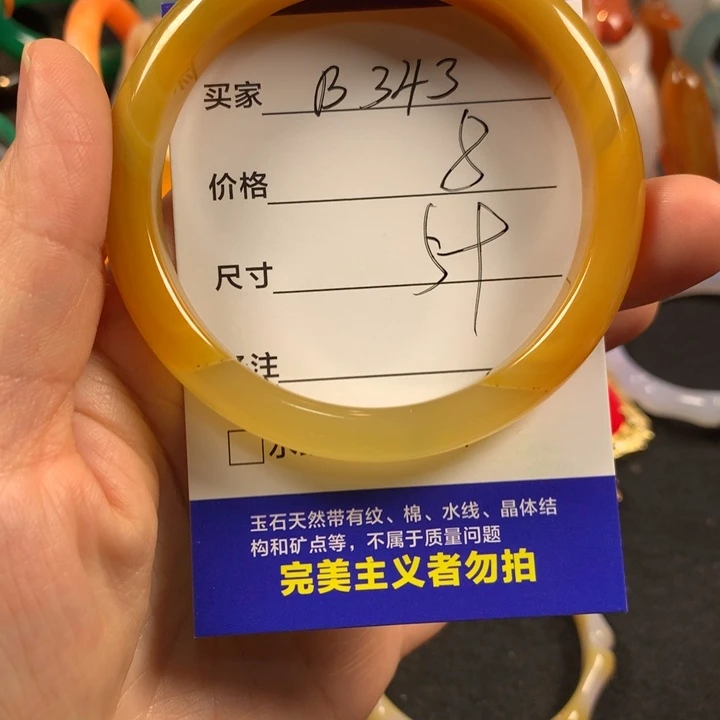 买家 B343
价格 8
尺寸 54
备注
玉石天然带有纹、棉、水线、晶体结
构和矿点等，不属于质量问题
完美主义者勿拍